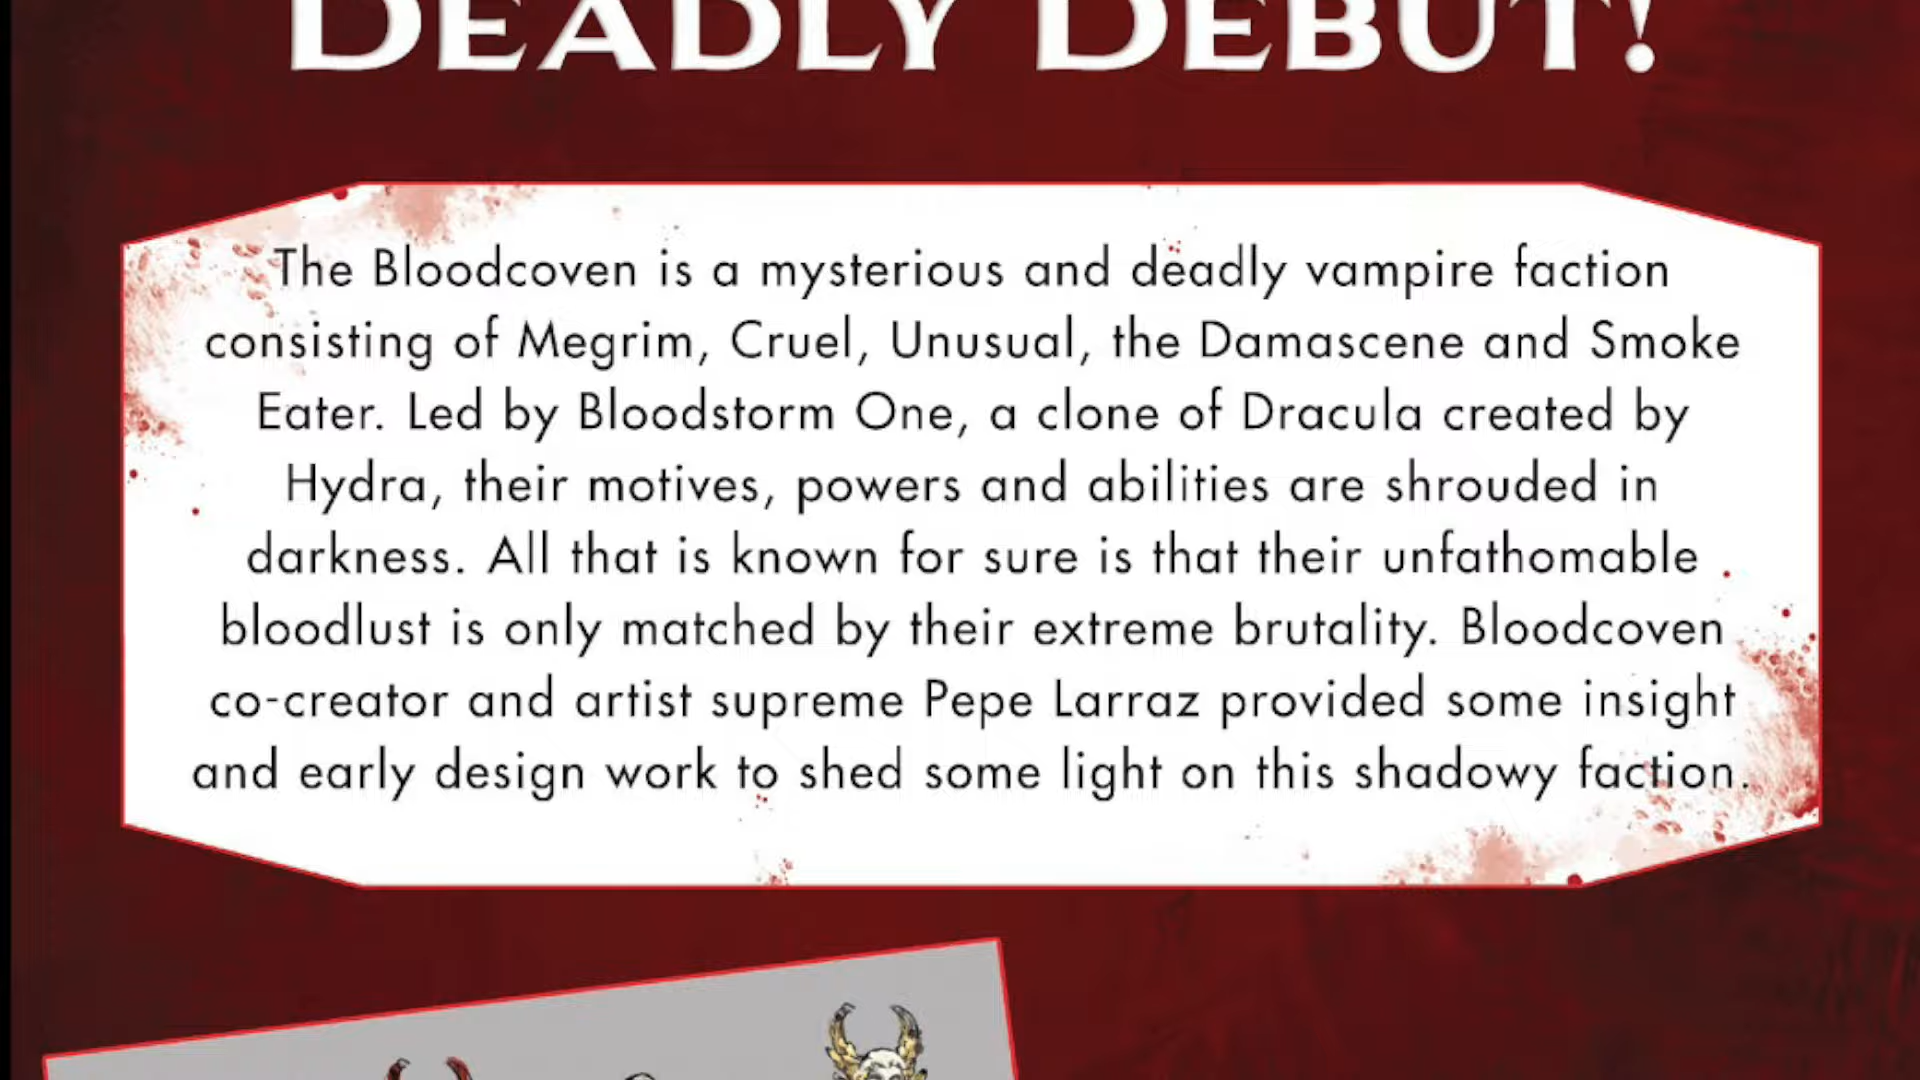 DEADLY DEBUT!
The Bloodcoven is a mysterious and deadly vampire faction
consisting of Megrim, Cruel, Unusual, the Damascene and Smoke
Eater. Led by Bloodstorm One, a clone of Dracula created by
Hydra, their motives, powers and abilities are shrouded in
darkness. All that is known for sure is that their unfathomable
bloodlust is only matched by their extreme brutality. Bloodcoven
co-creator and artist supreme Pepe Larraz provided some insight
and early design work to shed some light on this shadowy faction.